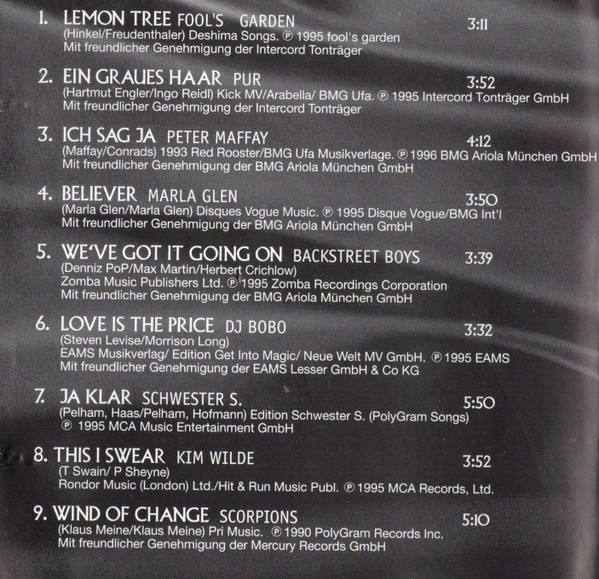 1. LEMON TREE FOOL'S GARDEN 3:11
(Hinkel/Freudenthaler) Deshima Songs. ℗ 1995 fool's garden
Mit freundlicher Genehmigung der Intercord Tonträger
2. EIN GRAUES HAAR PUR 3:52
(Hartmut Engler/Ingo Reidl) Kick MV/Arabella/ BMG Ufa. ℗ 1995 Intercord Tonträger GmbH
Mit freundlicher Genehmigung der Intercord Tonträger
3. ICH SAG JA PETER MAFFAY 4:12
(Maffay/Conrads) 1993 Red Rooster/BMG Ufa Musikverlage. ℗ 1996 BMG Ariola München GmbH
Mit freundlicher Genehmigung der BMG Ariola München GmbH
4. BELIEVER MARLA GLEN 3:50
(Marla Glen/Marla Glen) Disques Vogue Music. ℗ 1995 Disque Vogue/BMG Int'l
Mit freundlicher Genehmigung der BMG Ariola München GmbH
5. WE'VE GOT IT GOING ON BACKSTREET BOYS 3:39
(Denniz PoP/Max Martin/Herbert Crichlow)
Zomba Music Publishers Ltd. ℗ 1995 Zomba Recordings Corporation
Mit freundlicher Genehmigung der BMG Ariola München GmbH
6. LOVE IS THE PRICE DJ BOBO 3:32
(Steven Levise/Morrison Long)
EAMS Musikverlag/ Edition Get Into Magic/ Neue Welt MV GmbH. ℗ 1995 EAMS
Mit freundlicher Genehmigung der EAMS Lesser GmbH & Co KG
7. JA KLAR SCHWESTER S. 5:50
(Pelham, Haas/Pelham, Hofmann) Edition Schwester S. (PolyGram Songs)
℗ 1995 MCA Music Entertainment GmbH
8. THIS I SWEAR KIM WILDE 3:52
(T Swain/ P Sheyne)
Rondor Music (London) Ltd./Hit & Run Music Publ. ℗ 1995 MCA Records, Ltd.
9. WIND OF CHANGE SCORPIONS 5:10
(Klaus Meine/Klaus Meine) Pri Music. ℗ 1990 PolyGram Records Inc.
Mit freundlicher Genehmigung der Mercury Records GmbH